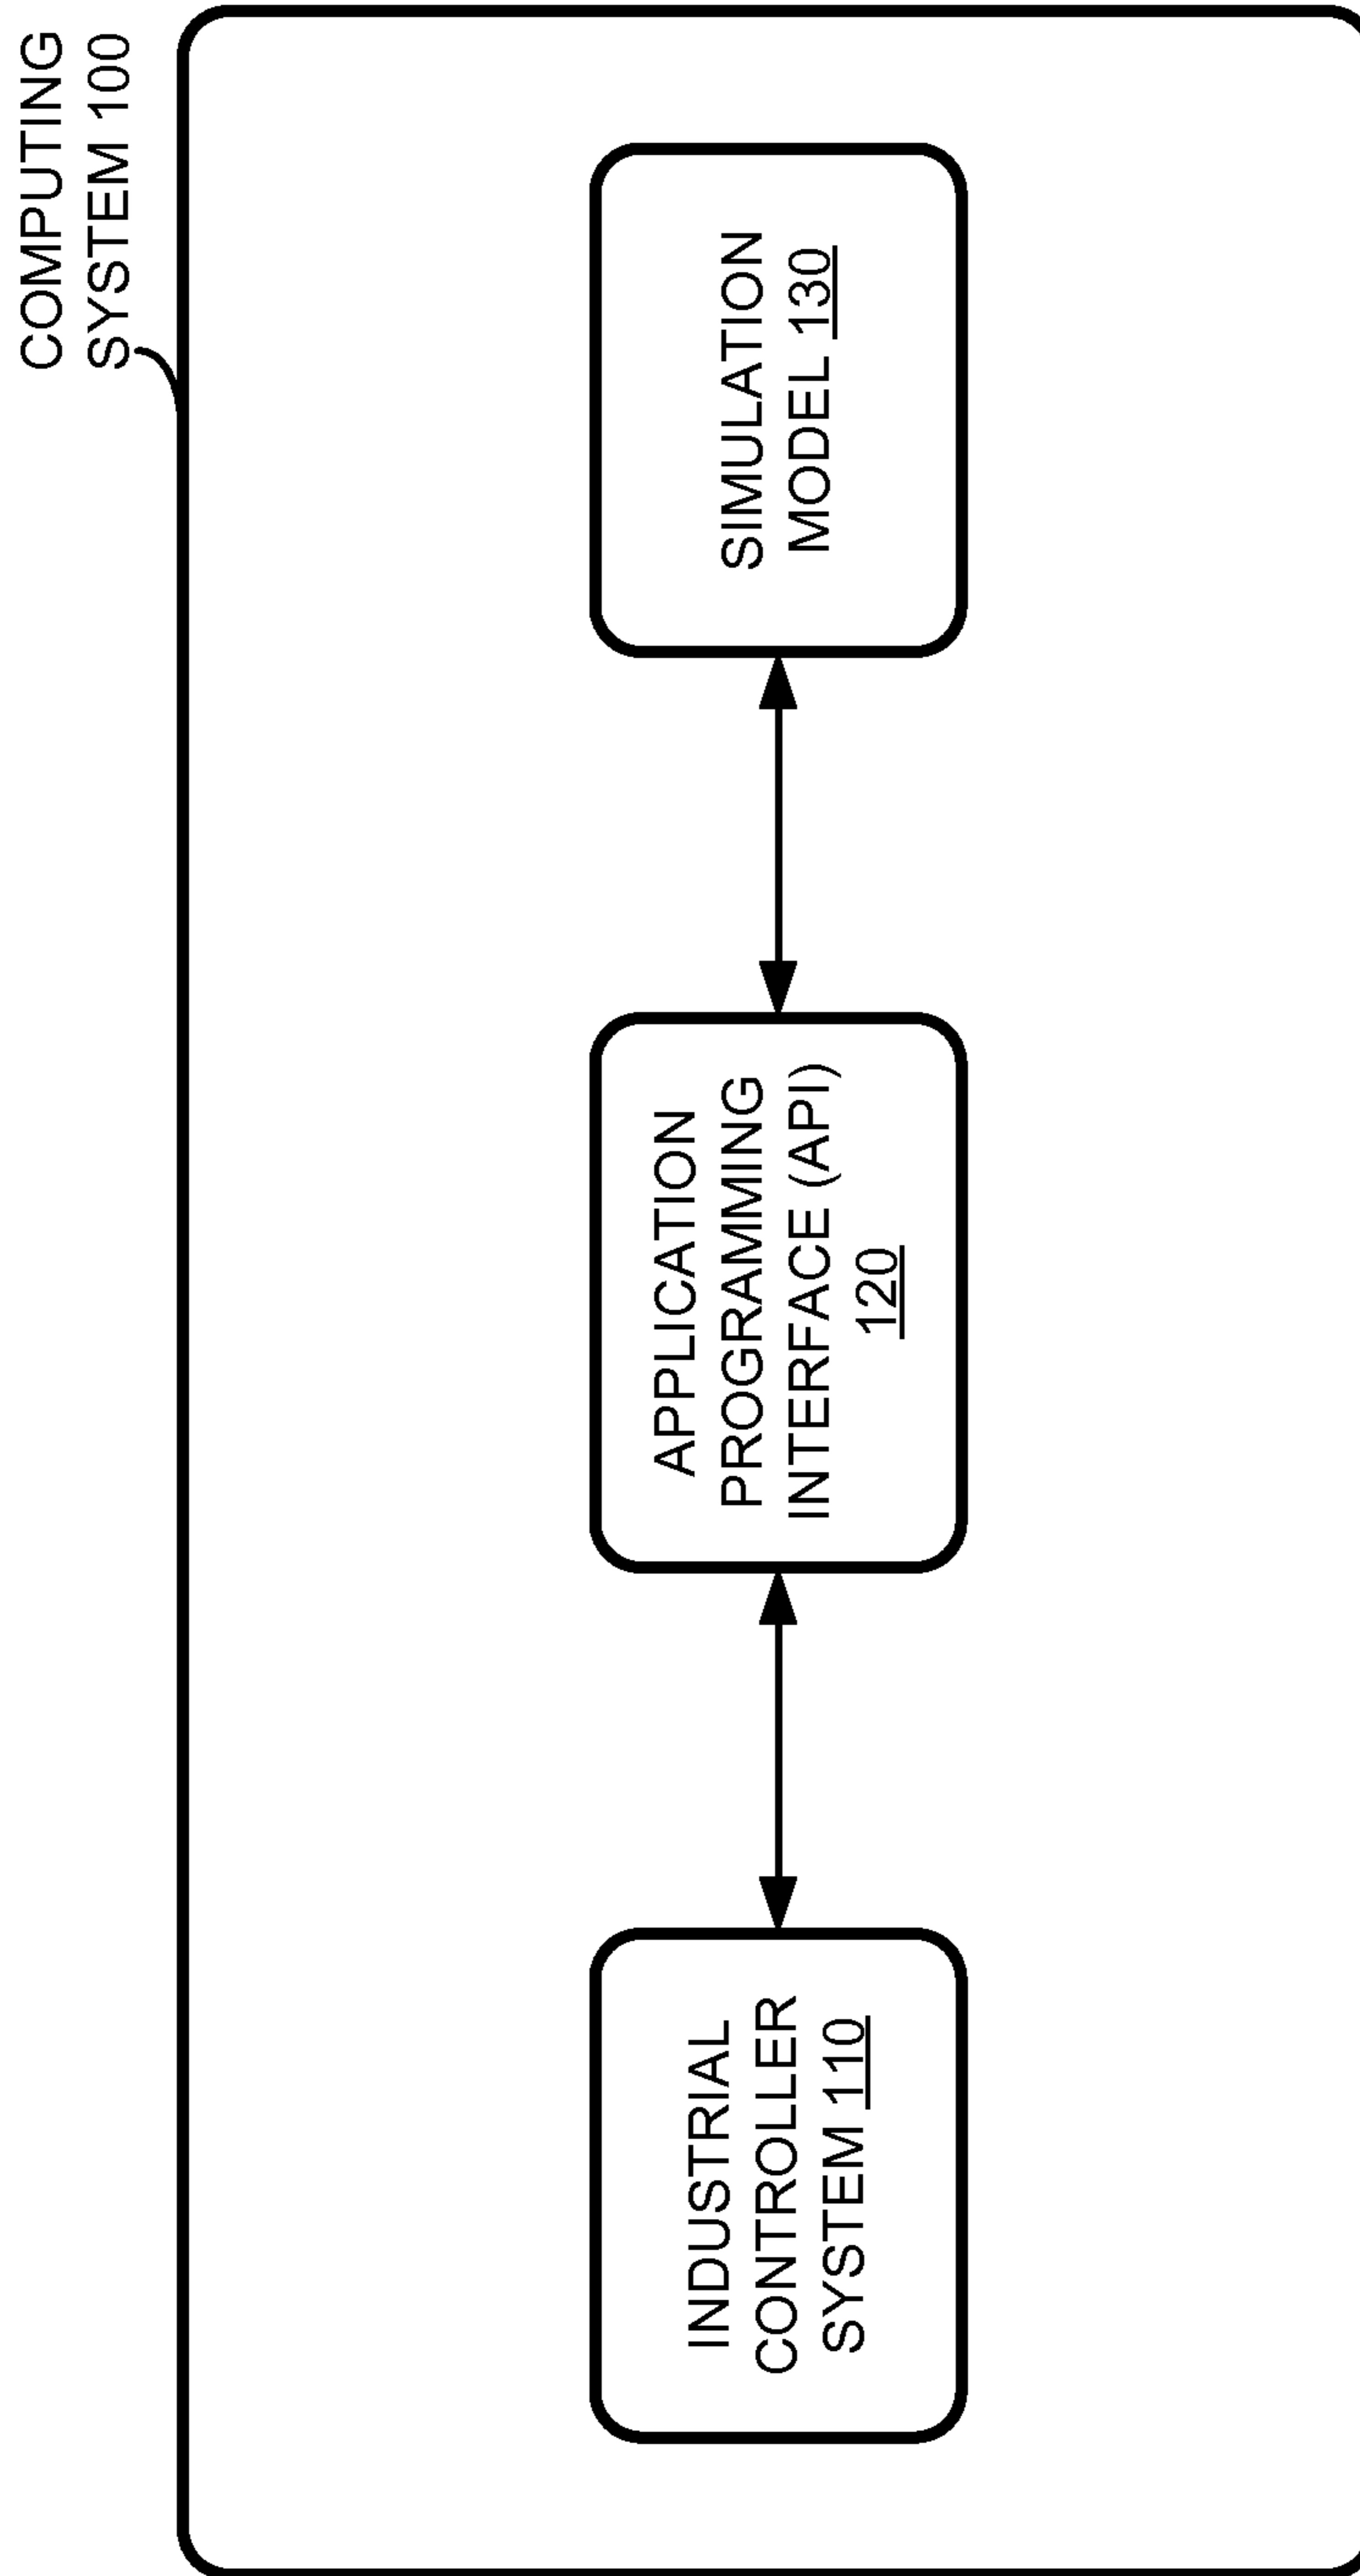 COMPUTING
SYSTEM 100
INDUSTRIAL
CONTROLLER
SYSTEM 110
APPLICATION
PROGRAMMING
INTERFACE (API)
120
SIMULATION
MODEL 130